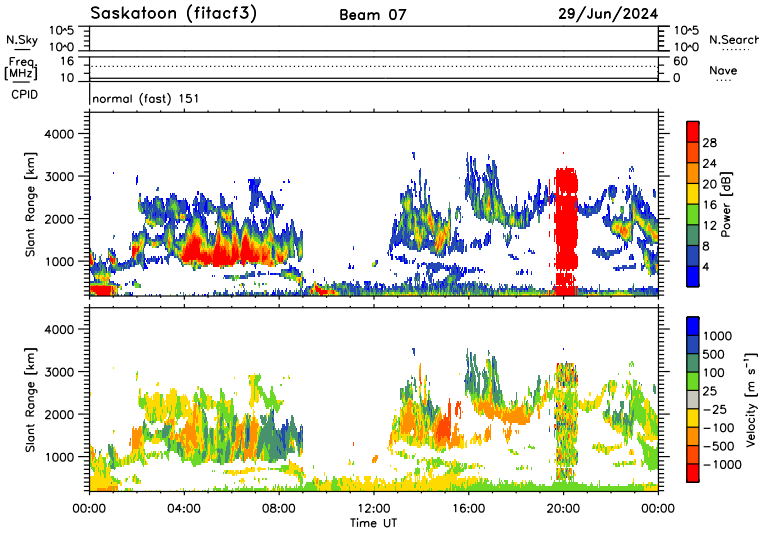 Saskatoon (fitacf3) Beam 07 29/Jun/2024
N.Sky 10^5 10^0 10^5 10^0 N.Search
Freq. [MHz] 16 10 60 0 Nave
CPID normal (fast) 151
Slant Range [km] 4000 3000 2000 1000
Power [dB] 28 24 20 16 12 8 4
Slant Range [km] 4000 3000 2000 1000
Velocity [m s⁻¹] 1000 500 100 25 −25 −100 −500 −1000
00:00 04:00 08:00 12:00 16:00 20:00 00:00
Time UT